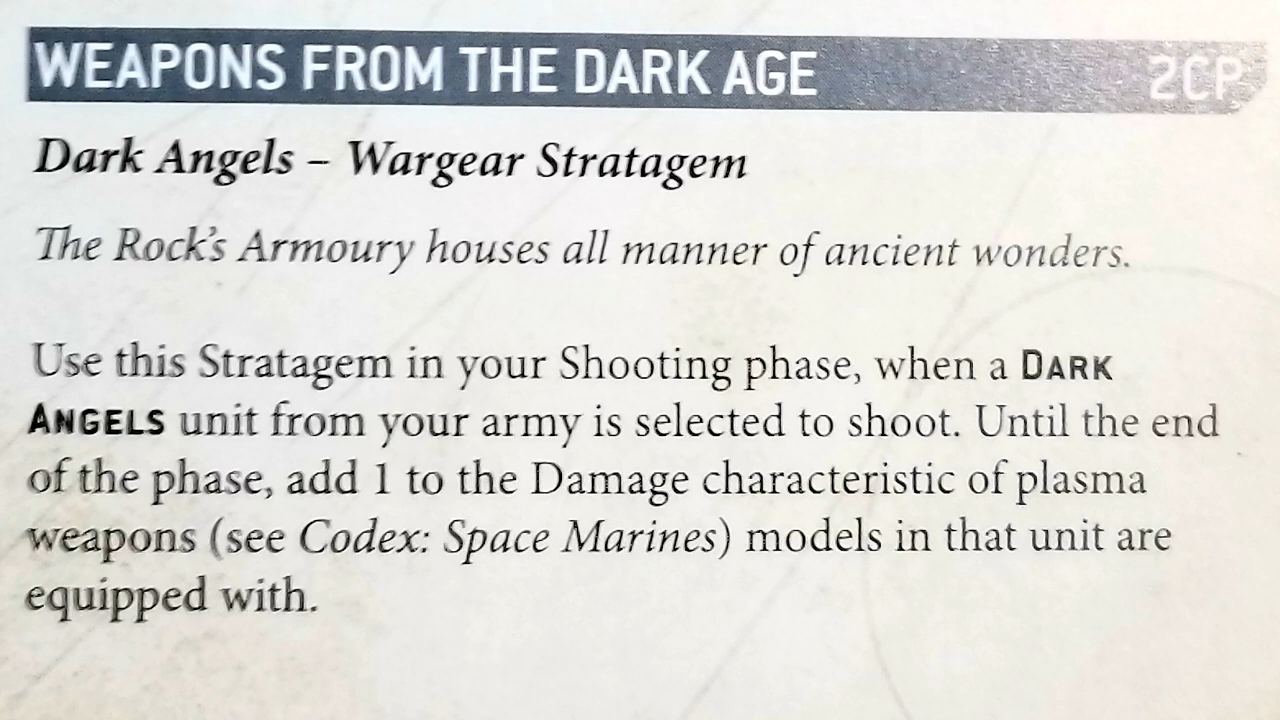 WEAPONS FROM THE DARK AGE 2CP
Dark Angels – Wargear Stratagem
The Rock's Armoury houses all manner of ancient wonders.
Use this Stratagem in your Shooting phase, when a DARK
ANGELS unit from your army is selected to shoot. Until the end
of the phase, add 1 to the Damage characteristic of plasma
weapons (see Codex: Space Marines) models in that unit are
equipped with.